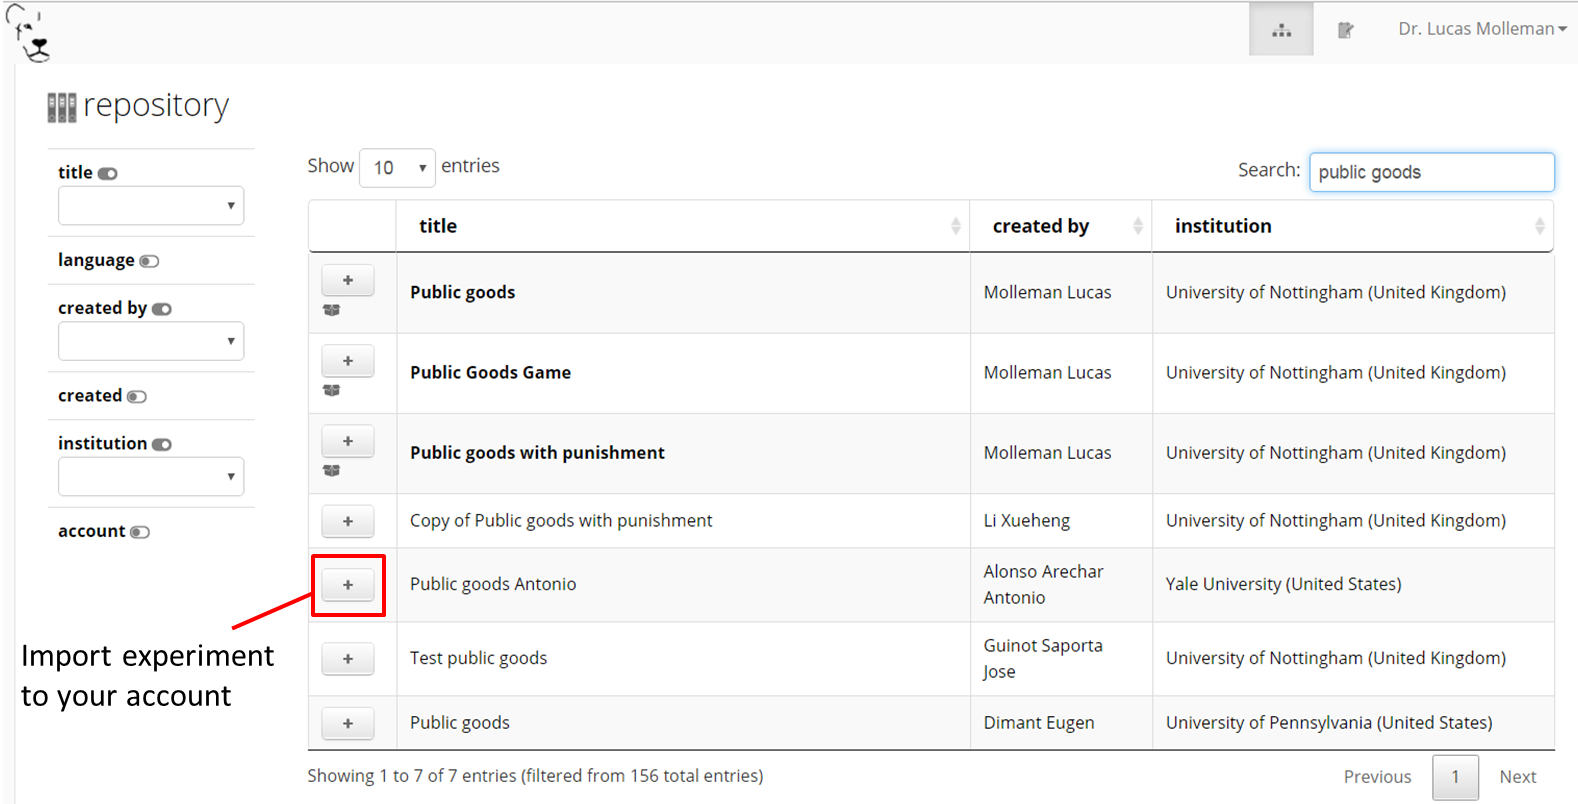 Dr. Lucas Molleman
repository
title
language
created by
created
institution
account
Show 10 entries
Search: public goods
title created by institution
+ Public goods Molleman Lucas University of Nottingham (United Kingdom)
+ Public Goods Game Molleman Lucas University of Nottingham (United Kingdom)
+ Public goods with punishment Molleman Lucas University of Nottingham (United Kingdom)
+ Copy of Public goods with punishment Li Xueheng University of Nottingham (United Kingdom)
+ Public goods Antonio Alonso Arechar Yale University (United States)
Antonio
+ Test public goods Guinot Saporta University of Nottingham (United Kingdom)
Jose
+ Public goods Dimant Eugen University of Pennsylvania (United States)
Import experiment
to your account
Showing 1 to 7 of 7 entries (filtered from 156 total entries)
Previous 1 Next